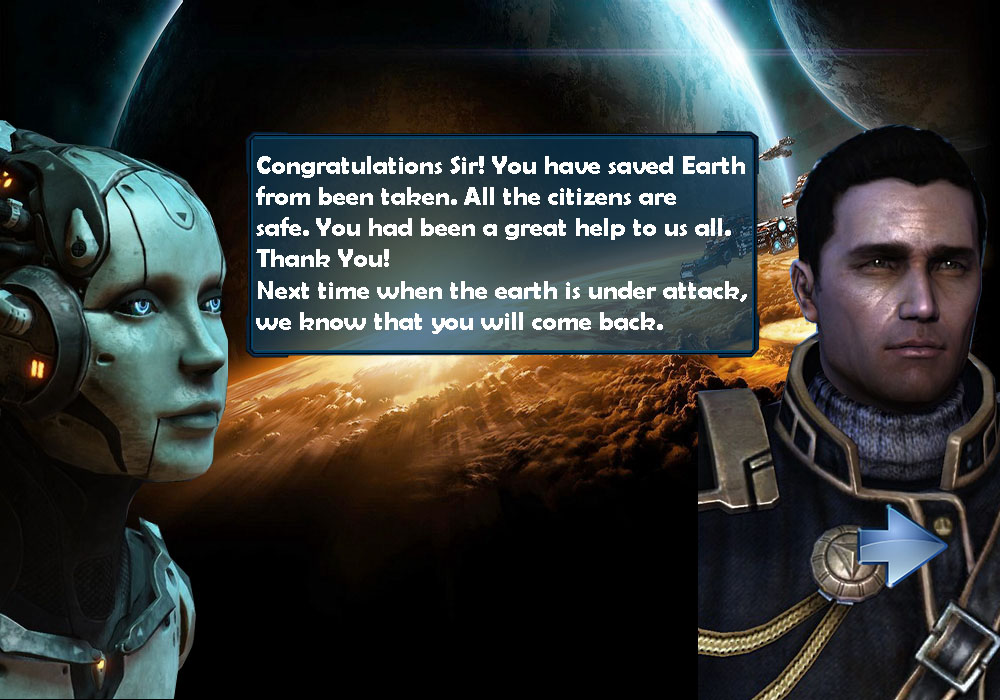 Congratulations Sir! You have saved Earth
from been taken. All the citizens are
safe. You had been a great help to us all.
Thank You!
Next time when the earth is under attack,
we know that you will come back.